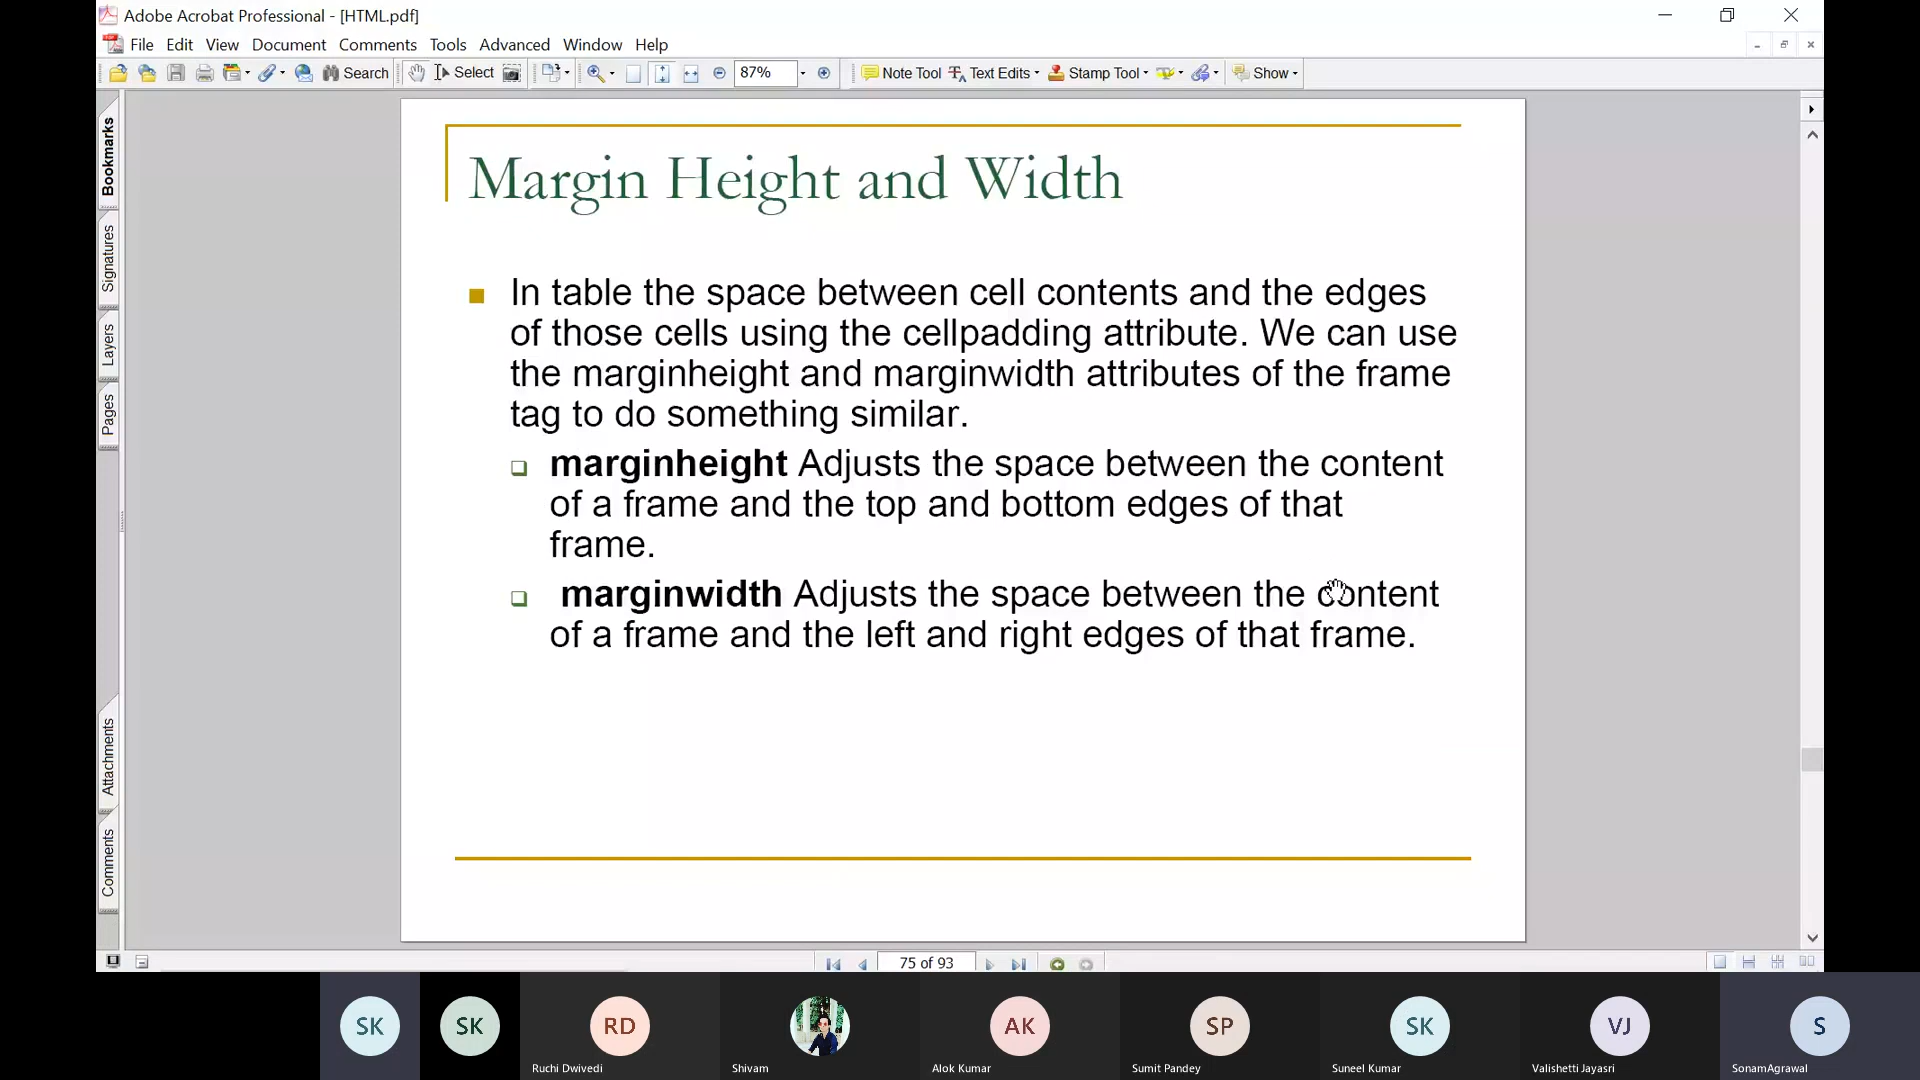 Adobe Acrobat Professional - [HTML.pdf]
File Edit View Document Comments Tools Advanced Window Help
Search Select 87% Note Tool Text Edits Stamp Tool Show
Bookmarks
Signatures
Layers
Pages
Attachments
Comments
Margin Height and Width
In table the space between cell contents and the edges
of those cells using the cellpadding attribute. We can use
the marginheight and marginwidth attributes of the frame
tag to do something similar.
marginheight Adjusts the space between the content
of a frame and the top and bottom edges of that
frame.
marginwidth Adjusts the space between the content
of a frame and the left and right edges of that frame.
75 of 93
SK SK RD AK SP SK VJ S
Ruchi Dwivedi Shivam Alok Kumar Sumit Pandey Suneel Kumar Valishetti Jayasri SonamAgrawal